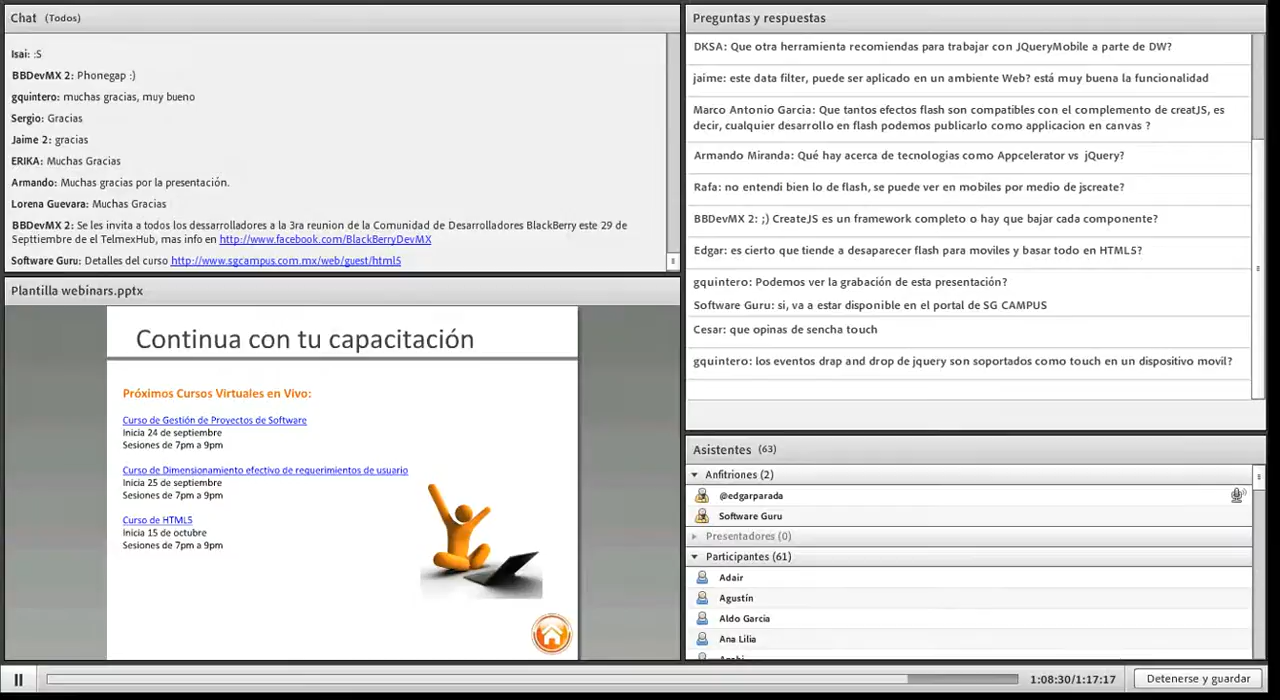 Chat (Todos)
Isai: :S
BBDevMX 2: Phonegap :)
gquintero: muchas gracias, muy bueno
Sergio: Gracias
Jaime 2: gracias
ERIKA: Muchas Gracias
Armando: Muchas gracias por la presentación.
Lorena Guevara: Muchas Gracias
BBDevMX 2: Se les invita a todos los dessarrolladores a la 3ra reunion de la Comunidad de Desarrolladores BlackBerry este 29 de
Septtiembre de el TelmexHub, mas info en http://www.facebook.com/BlackBerryDevMX
Software Guru: Detalles del curso http://www.sgcampus.com.mx/web/guest/html5
Plantilla webinars.pptx
Continua con tu capacitación
Próximos Cursos Virtuales en Vivo:
Curso de Gestión de Proyectos de Software
Inicia 24 de septiembre
Sesiones de 7pm a 9pm
Curso de Dimensionamiento efectivo de requerimientos de usuario
Inicia 25 de septiembre
Sesiones de 7pm a 9pm
Curso de HTML5
Inicia 15 de octubre
Sesiones de 7pm a 9pm
Preguntas y respuestas
DKSA: Que otra herramienta recomiendas para trabajar con JQueryMobile a parte de DW?
jaime: este data filter, puede ser aplicado en un ambiente Web? está muy buena la funcionalidad
Marco Antonio Garcia: Que tantos efectos flash son compatibles con el complemento de creatJS, es
decir, cualquier desarrollo en flash podemos publicarlo como applicacion en canvas ?
Armando Miranda: Qué hay acerca de tecnologias como Appcelerator vs jQuery?
Rafa: no entendi bien lo de flash, se puede ver en mobiles por medio de jscreate?
BBDevMX 2: ;) CreateJS es un framework completo o hay que bajar cada componente?
Edgar: es cierto que tiende a desaparecer flash para moviles y basar todo en HTML5?
gquintero: Podemos ver la grabación de esta presentación?
Software Guru: si, va a estar disponible en el portal de SG CAMPUS
Cesar: que opinas de sencha touch
gquintero: los eventos drap and drop de jquery son soportados como touch en un dispositivo movil?
Asistentes (63)
Anfitriones (2)
@edgarparada
Software Guru
Presentadores (0)
Participantes (61)
Adair
Agustín
Aldo García
Ana Lilia
1:08:30/1:17:17
Detenerse y guardar